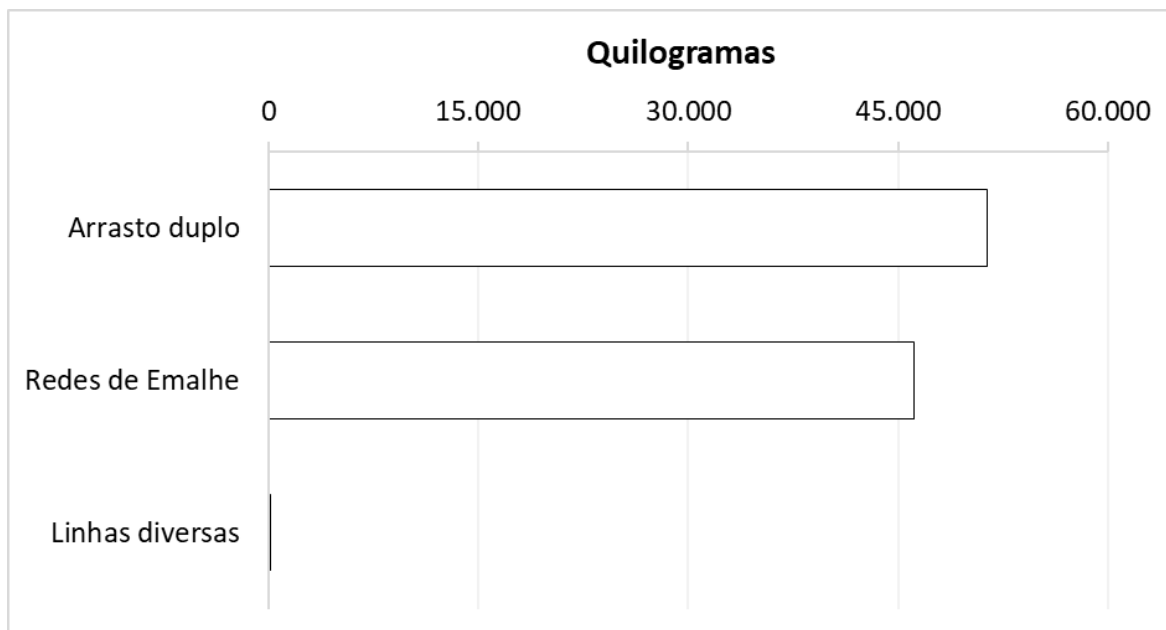 Quilogramas
0 15.000 30.000 45.000 60.000
Arrasto duplo
Redes de Emalhe
Linhas diversas